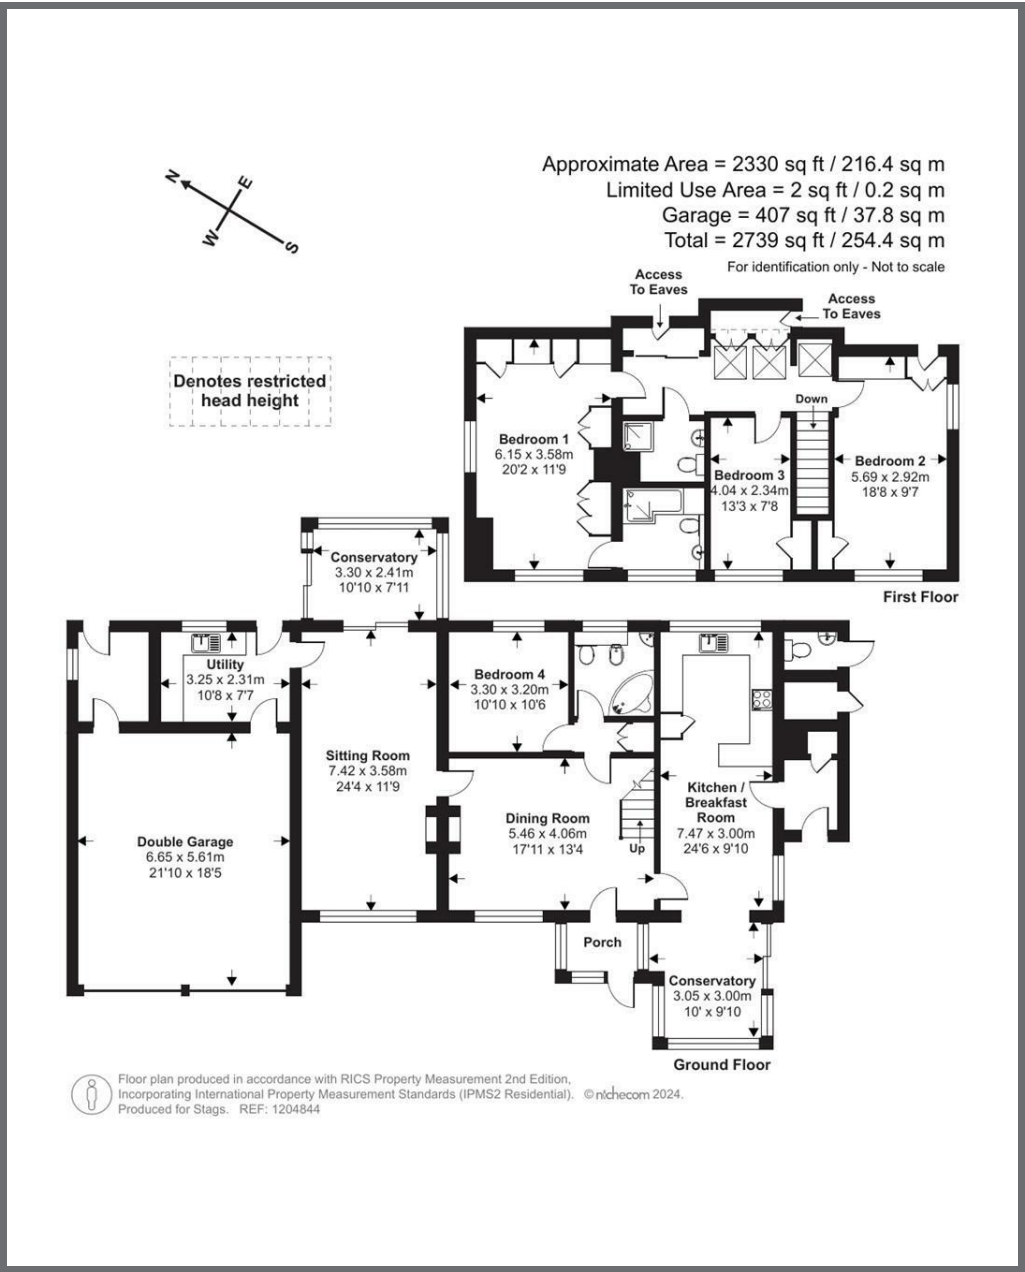 N
E
W
S
Approximate Area = 2330 sq ft / 216.4 sq m
Limited Use Area = 2 sq ft / 0.2 sq m
Garage = 407 sq ft / 37.8 sq m
Total = 2739 sq ft / 254.4 sq m
For identification only - Not to scale
Access
To Eaves
Access
To Eaves
Denotes restricted
head height
Down
Bedroom 1
6.15 x 3.58m
20'2 x 11'9
Bedroom 3
4.04 x 2.34m
13'3 x 7'8
Bedroom 2
5.69 x 2.92m
18'8 x 9'7
First Floor
Conservatory
3.30 x 2.41m
10'10 x 7'11
Utility
3.25 x 2.31m
10'8 x 7'7
Bedroom 4
3.30 x 3.20m
10'10 x 10'6
Sitting Room
7.42 x 3.58m
24'4 x 11'9
Double Garage
6.65 x 5.61m
21'10 x 18'5
Dining Room
5.46 x 4.06m
17'11 x 13'4
Up
Kitchen /
Breakfast
Room
7.47 x 3.00m
24'6 x 9'10
Porch
Conservatory
3.05 x 3.00m
10' x 9'10
Ground Floor
Floor plan produced in accordance with RICS Property Measurement 2nd Edition,
Incorporating International Property Measurement Standards (IPMS2 Residential). © nichecom 2024.
Produced for Stags. REF: 1204844